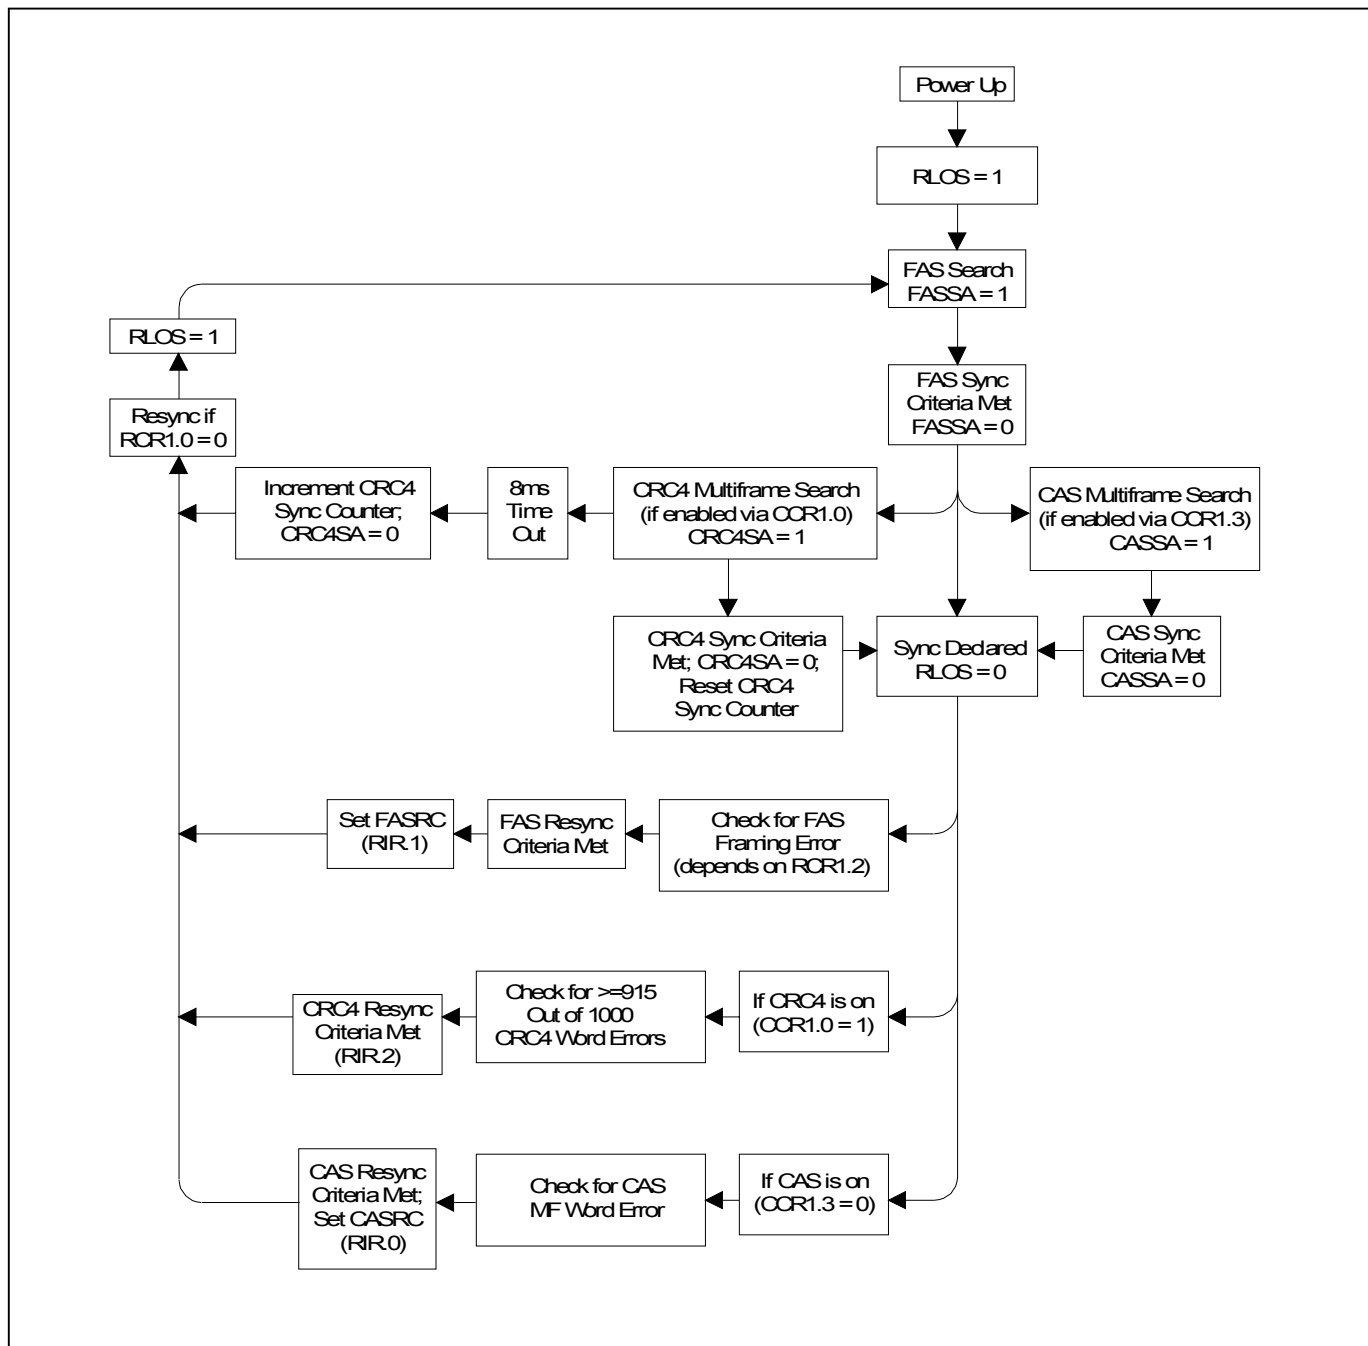 Power Up
RLOS = 1
FAS Search
FASSA = 1
RLOS = 1
FAS Sync
Criteria Met
FASSA = 0
Resync if
RCR1.0 = 0
Increment CRC4
Sync Counter;
CRC4SA = 0
8ms
Time
Out
CRC4 Multiframe Search
(if enabled via CCR1.0)
CRC4SA = 1
CAS Multiframe Search
(if enabled via CCR1.3)
CASSA = 1
CRC4 Sync Criteria
Met; CRC4SA = 0;
Reset CRC4
Sync Counter
Sync Declared
RLOS = 0
CAS Sync
Criteria Met
CASSA = 0
Set FASRC
(RIR.1)
FAS Resync
Criteria Met
Check for FAS
Framing Error
(depends on RCR1.2)
CRC4 Resync
Criteria Met
(RIR.2)
Check for >=915
Out of 1000
CRC4 Word Errors
If CRC4 is on
(CCR1.0 = 1)
CAS Resync
Criteria Met;
Set CASRC
(RIR.0)
Check for CAS
MF Word Error
If CAS is on
(CCR1.3 = 0)